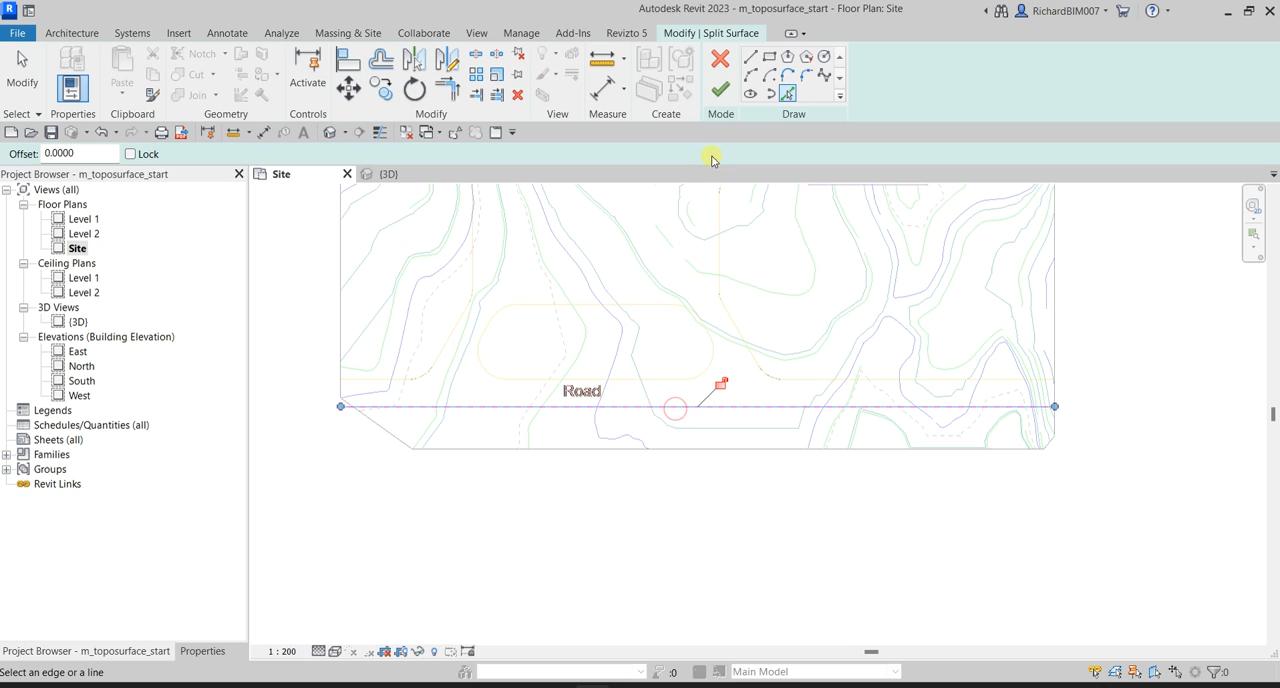 Autodesk Revit 2023 - m_toposurface_start - Floor Plan: Site
RichardBIM007
File Architecture Systems Insert Annotate Analyze Massing & Site Collaborate View Manage Add-Ins Revizto 5 Modify | Split Surface
Modify Paste Notch Cut Join Activate
Select Properties Clipboard Geometry Controls Modify View Measure Create Mode Draw
Offset: 0.0000 Lock
Project Browser - m_toposurface_start
Site
{3D}
Views (all)
Floor Plans
Level 1
Level 2
Site
Ceiling Plans
Level 1
Level 2
3D Views
{3D}
Elevations (Building Elevation)
East
North
South
West
Legends
Schedules/Quantities (all)
Sheets (all)
Families
Groups
Revit Links
Road
Project Browser - m_toposurface_start Properties
1 : 200
Select an edge or a line
:0
Main Model
:0